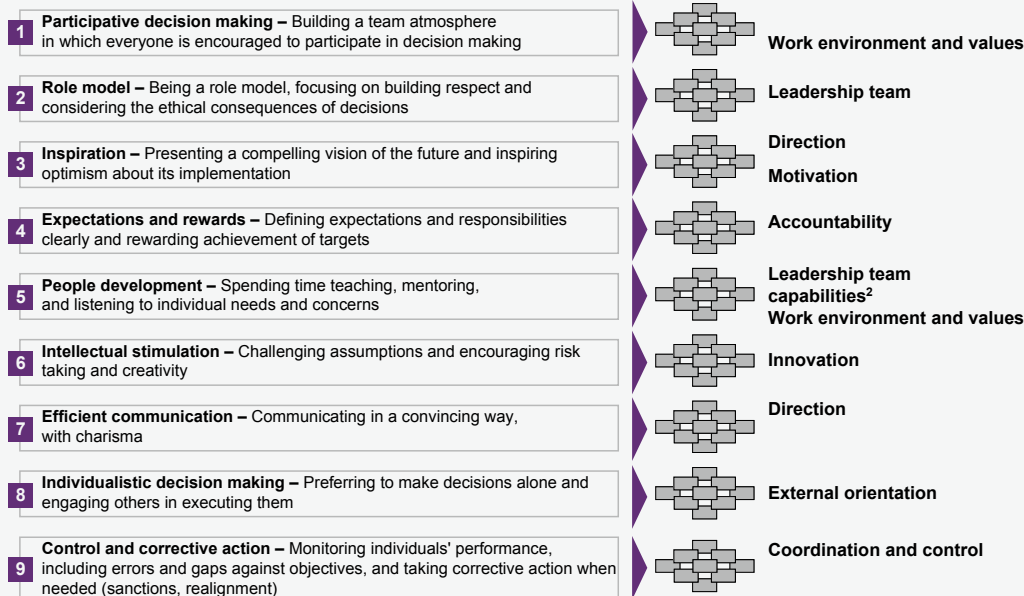 1
Participative decision making – Building a team atmosphere
in which everyone is encouraged to participate in decision making
Work environment and values
2
Role model – Being a role model, focusing on building respect and
considering the ethical consequences of decisions
Leadership team
3
Inspiration – Presenting a compelling vision of the future and inspiring
optimism about its implementation
Direction
Motivation
4
Expectations and rewards – Defining expectations and responsibilities
clearly and rewarding achievement of targets
Accountability
5
People development – Spending time teaching, mentoring,
and listening to individual needs and concerns
Leadership team
capabilities²
Work environment and values
6
Intellectual stimulation – Challenging assumptions and encouraging risk
taking and creativity
Innovation
7
Efficient communication – Communicating in a convincing way,
with charisma
Direction
8
Individualistic decision making – Preferring to make decisions alone and
engaging others in executing them
External orientation
9
Control and corrective action – Monitoring individuals' performance,
including errors and gaps against objectives, and taking corrective action when
needed (sanctions, realignment)
Coordination and control